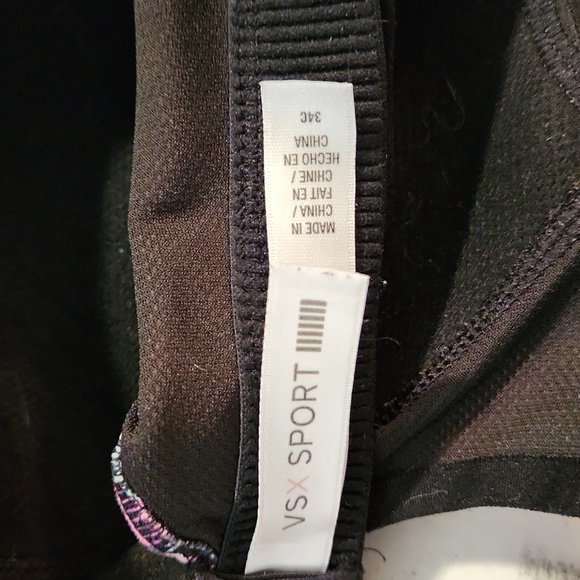 VSX SPORT
MADE IN
CHINA /
FAIT EN
CHINE /
HECHO EN
CHINA
34C